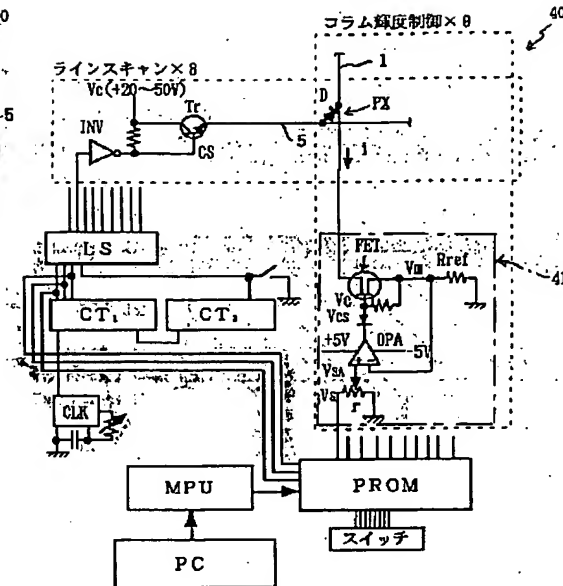 コラム輝度制御×8
40
ラインスキャン×8
Vc(+20～50V)
1
Tr
D
PX
INV
CS
5
i
LS
FET
Vm
Rref
41
Vc
Vcs
OPA
+5V
-5V
CT₁
CT₂
VSA
Vs
r
CLK
MPU
PROM
PC
スイッチ